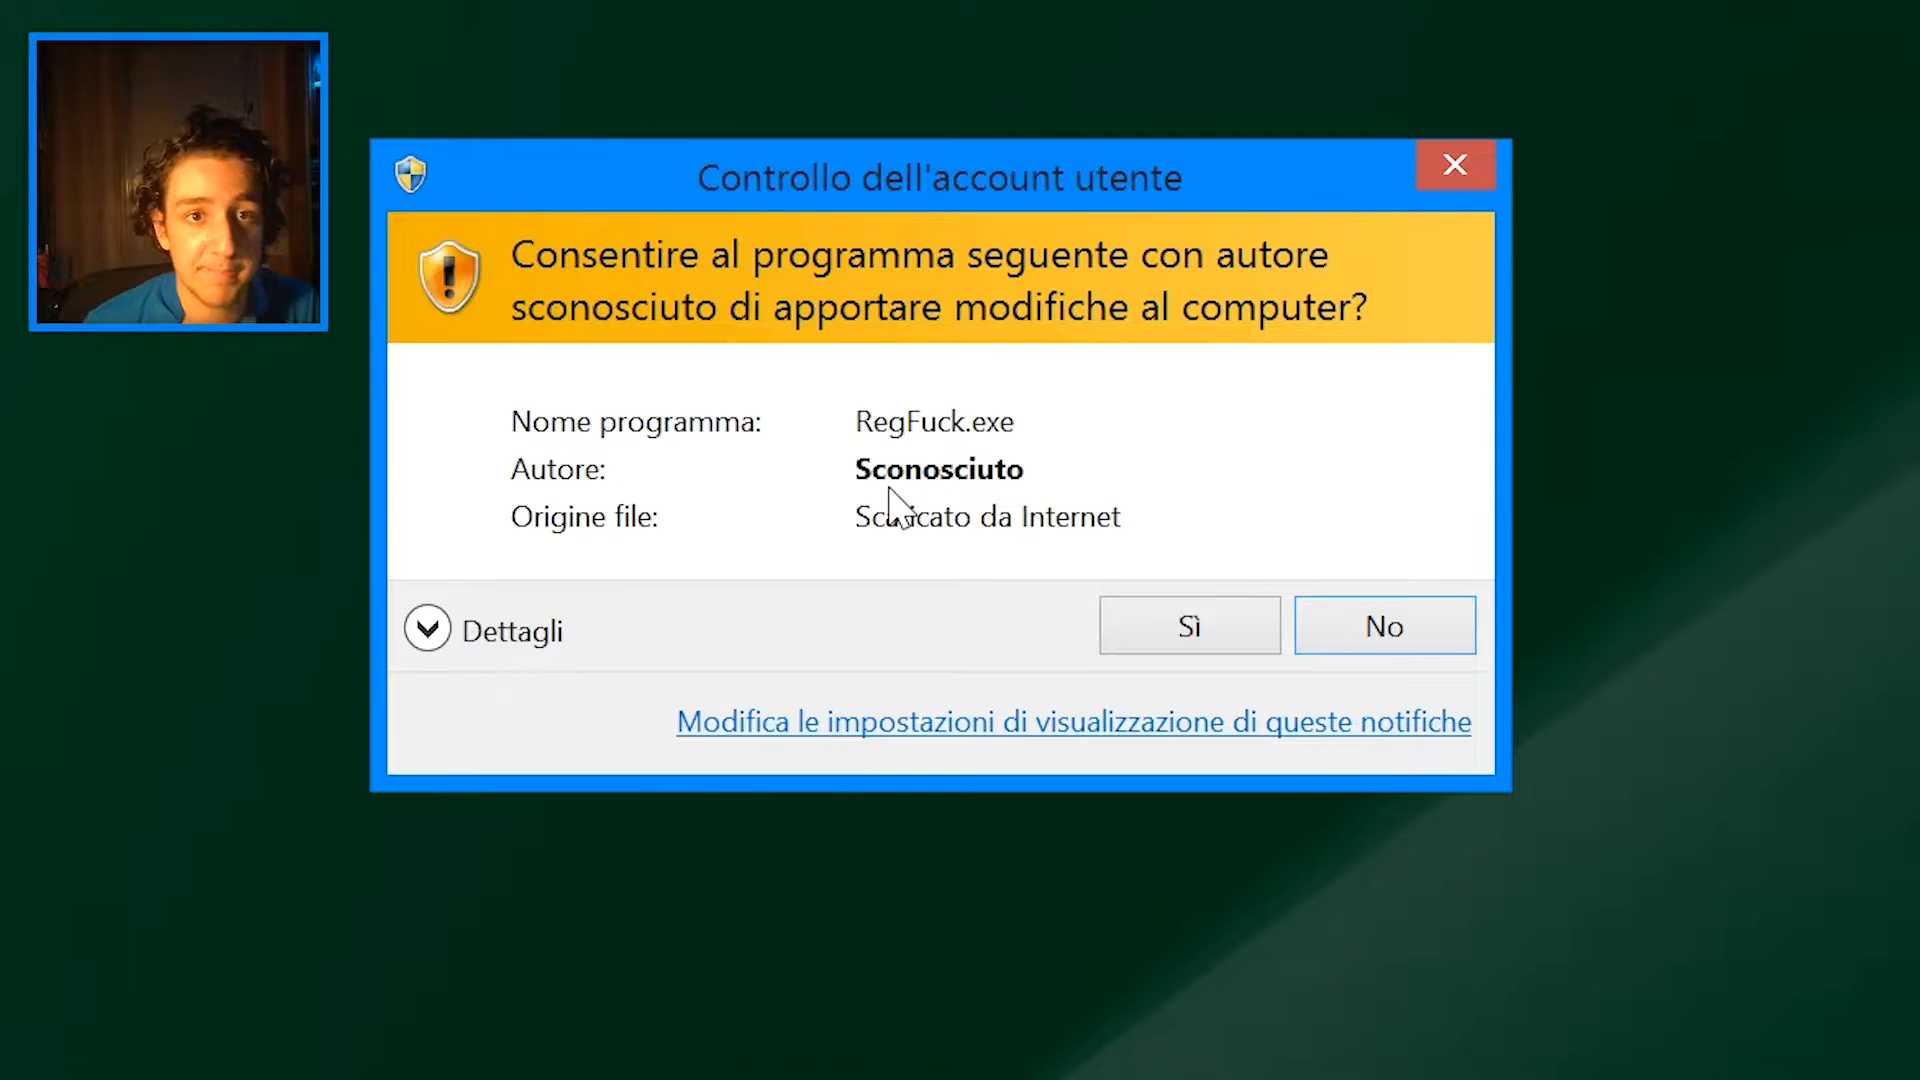 Controllo dell'account utente
Consentire al programma seguente con autore
sconosciuto di apportare modifiche al computer?
Nome programma: RegFuck.exe
Autore: Sconosciuto
Origine file: Scaricato da Internet
Dettagli
Sì
No
Modifica le impostazioni di visualizzazione di queste notifiche